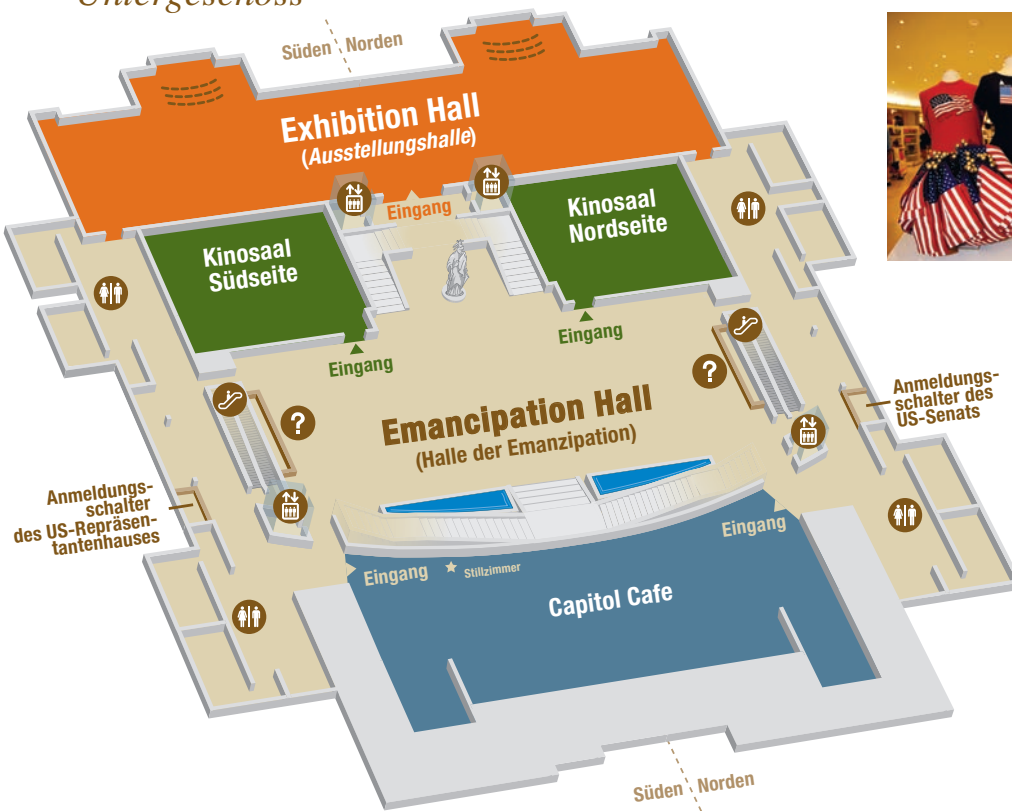 Untergeschoss
Süden Norden
Exhibition Hall
(Ausstellungshalle)
Eingang
Kinosaal
Südseite
Kinosaal
Nordseite
Eingang
Eingang
?
?
Emancipation Hall
(Halle der Emanzipation)
Anmeldungs-
schalter des
US-Senats
Anmeldungs-
schalter
des US-Repräsen-
tantenhauses
Eingang
Stillzimmer
Eingang
Capitol Cafe
Süden Norden